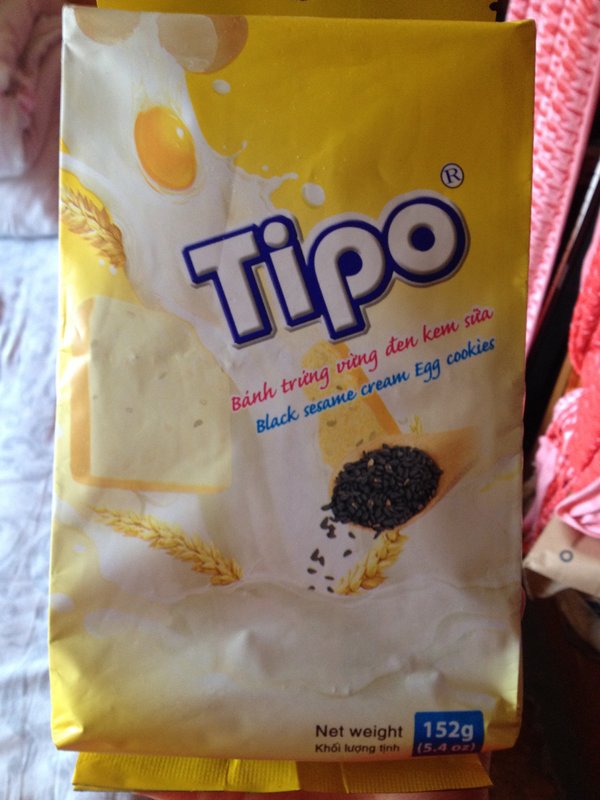 Tipo®
Bánh trứng vừng đen kem sữa
Black sesame cream Egg cookies
Net weight 152g
Khối lượng tịnh (5.4 oz)